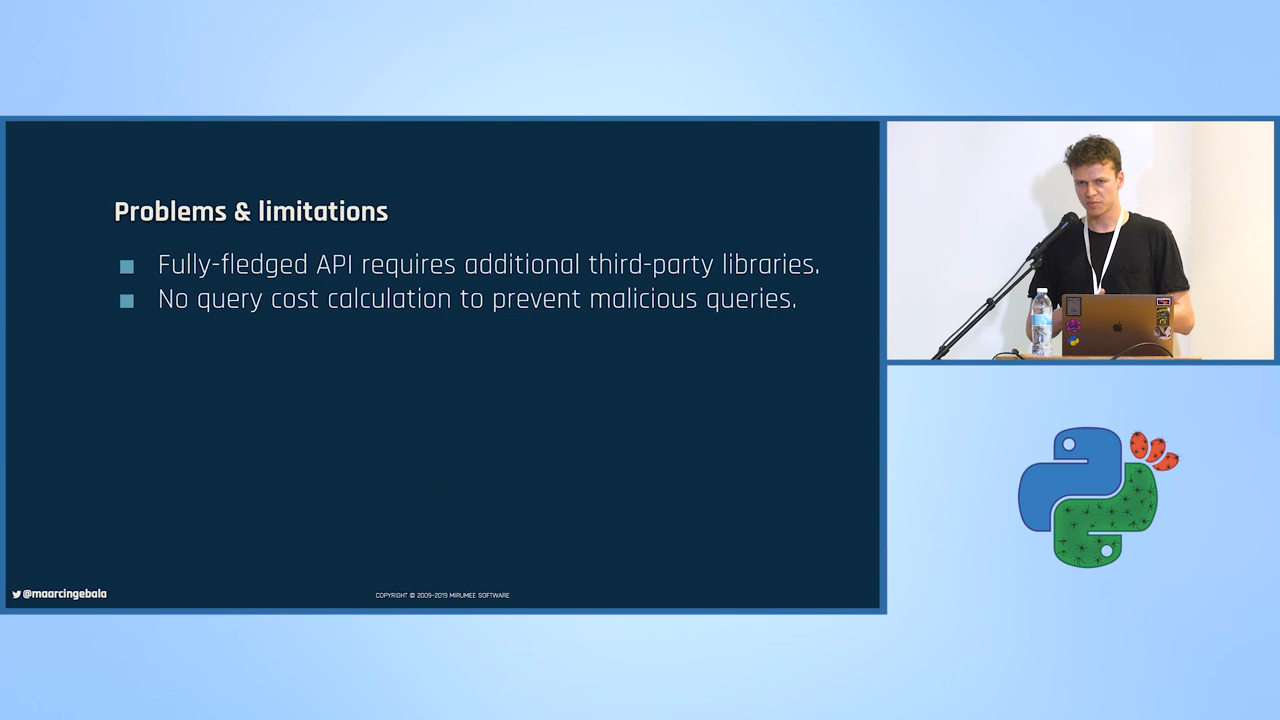 Problems & limitations
Fully-fledged API requires additional third-party libraries.
No query cost calculation to prevent malicious queries.
@maarcingebala
COPYRIGHT © 2009-2019 MIRUMEE SOFTWARE